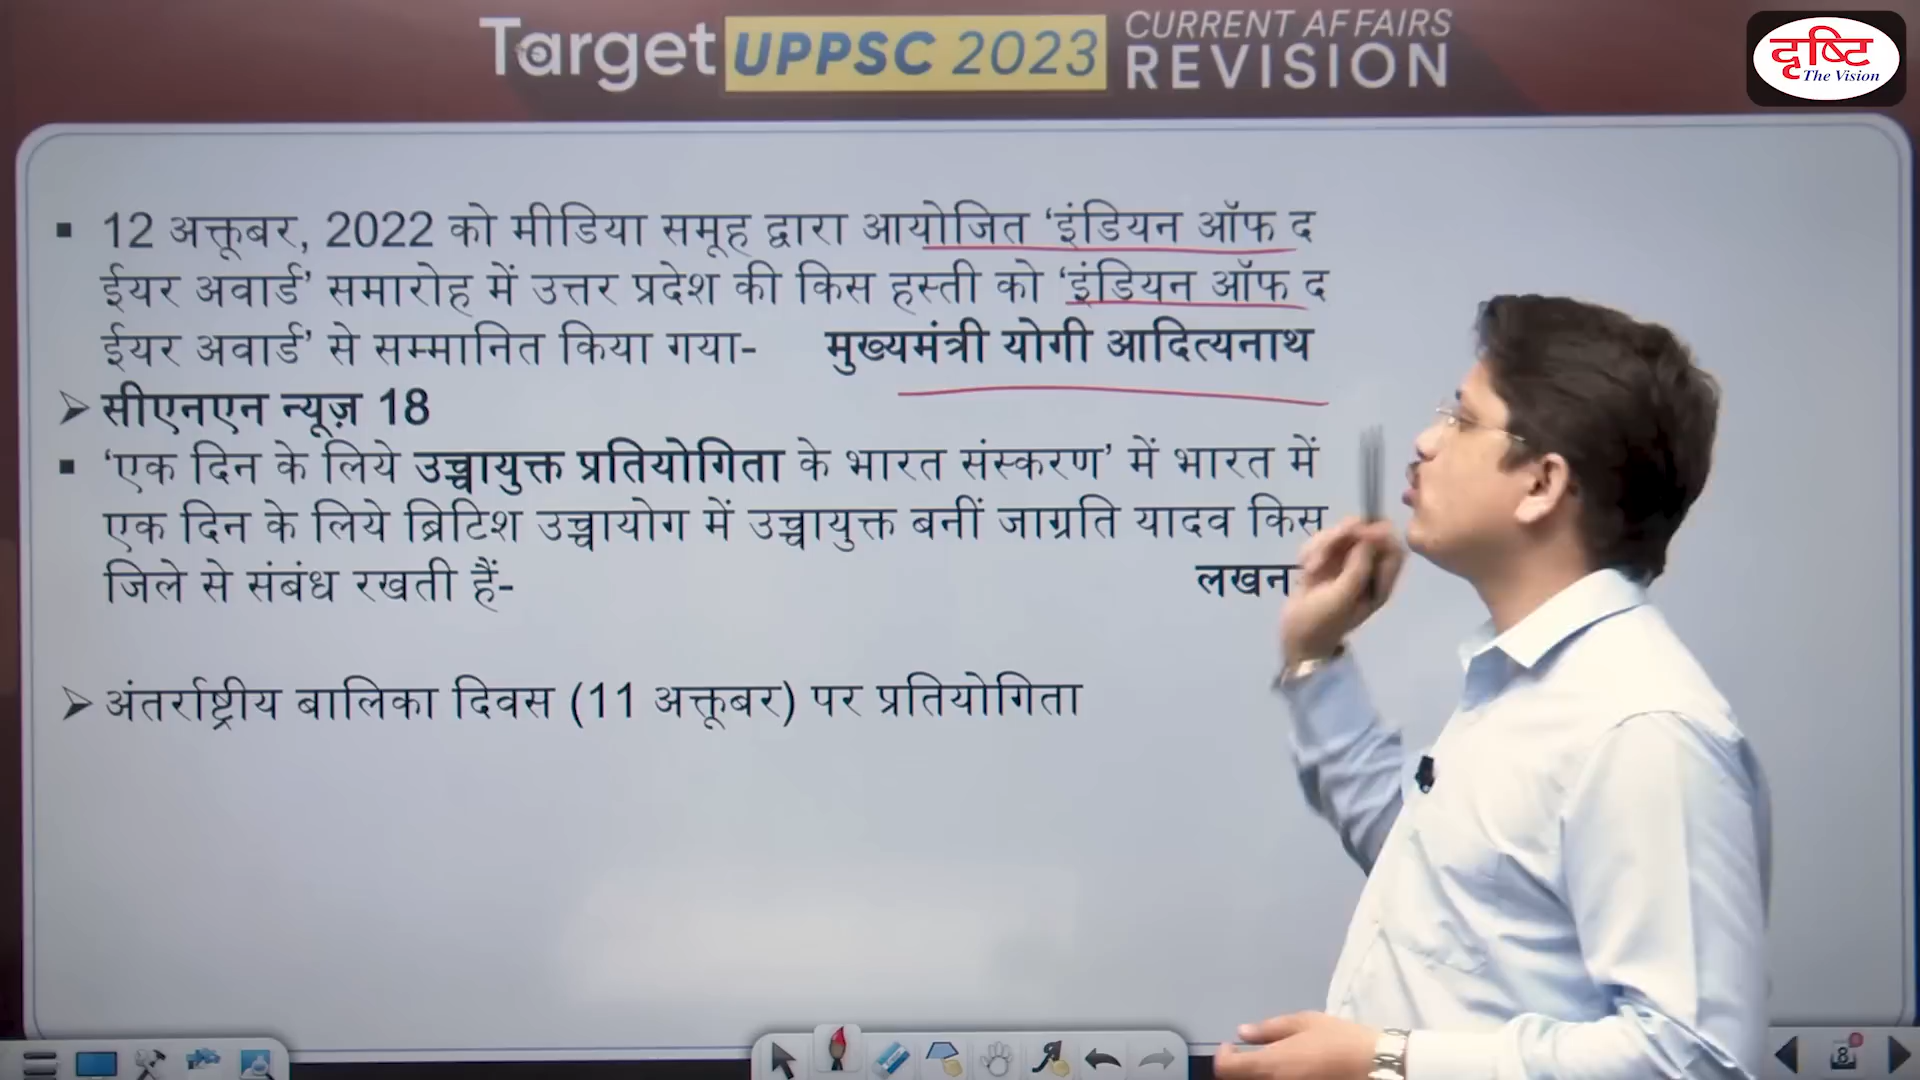 Target UPPSC 2023 CURRENT AFFAIRS
REVISION
दृष्टि
The Vision
▪ 12 अक्तूबर, 2022 को मीडिया समूह द्वारा आयोजित ‘इंडियन ऑफ द
ईयर अवार्ड’ समारोह में उत्तर प्रदेश की किस हस्ती को ‘इंडियन ऑफ द
ईयर अवार्ड’ से सम्मानित किया गया- मुख्यमंत्री योगी आदित्यनाथ
➢ सीएनएन न्यूज़ 18
▪ ‘एक दिन के लिये उच्चायुक्त प्रतियोगिता के भारत संस्करण’ में भारत में
एक दिन के लिये ब्रिटिश उच्चायोग में उच्चायुक्त बनीं जाग्रति यादव किस
जिले से संबंध रखती हैं-
➢ अंतर्राष्ट्रीय बालिका दिवस (11 अक्तूबर) पर प्रतियोगिता
8